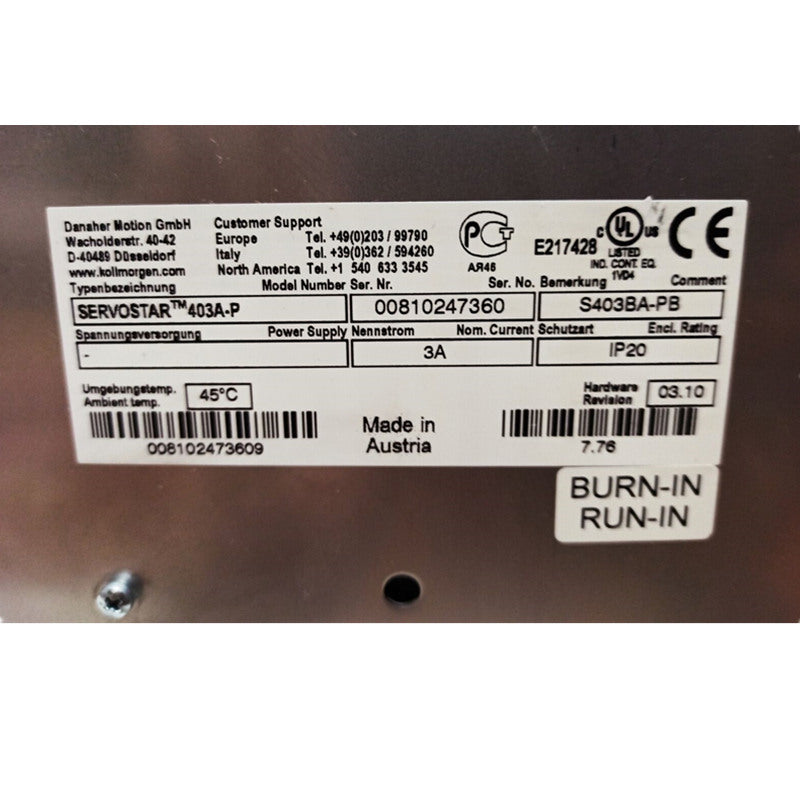 Danaher Motion GmbH
Wacholderstr. 40-42
D-40489 Düsseldorf
www.kollmorgen.com
Customer Support
Europe Tel. +49(0)203 / 99790
Italy Tel. +39(0)362 / 594260
North America Tel. +1 540 633 3545
AR46
E217428
c UL us
LISTED
IND. CONT. EQ.
1VD4
CE
Typenbezeichnung Model Number Ser. Nr. Ser. No. Bemerkung Comment
SERVOSTAR™403A-P 00810247360 S403BA-PB
Spannungsversorgung Power Supply Nennstrom Nom. Current Schutzart Encl. Rating
- 3A IP20
Umgebungstemp. 45°C
Ambient temp.
Hardware 03.10
Revision
008102473609
Made in
Austria
7.76
BURN-IN
RUN-IN